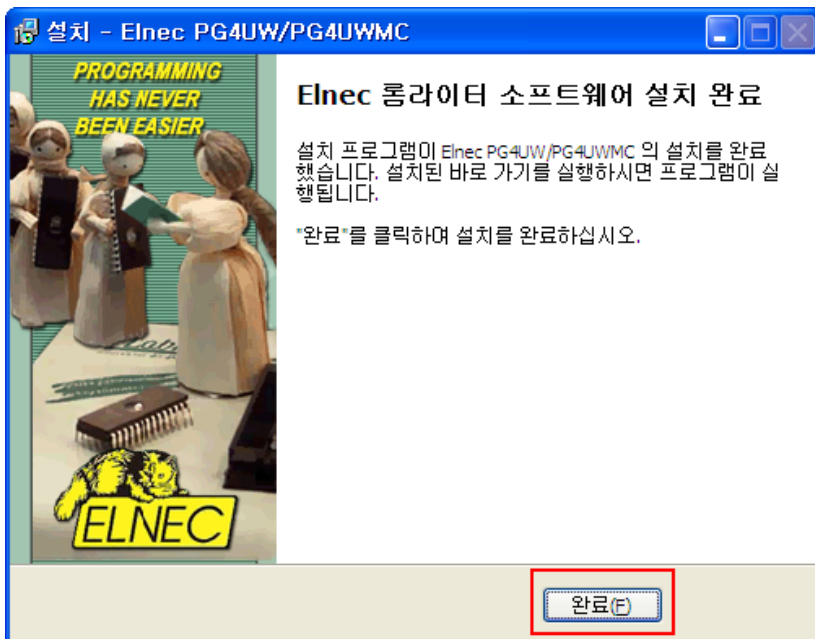 설치 - Elnec PG4UW/PG4UWMC
PROGRAMMING
HAS NEVER
BEEN EASIER
Elnec 롬라이터 소프트웨어 설치 완료
설치 프로그램이 Elnec PG4UW/PG4UWMC 의 설치를 완료
했습니다. 설치된 바로 가기를 실행하시면 프로그램이 실
행됩니다.
"완료"를 클릭하여 설치를 완료하십시오.
ELNEC
완료(F)